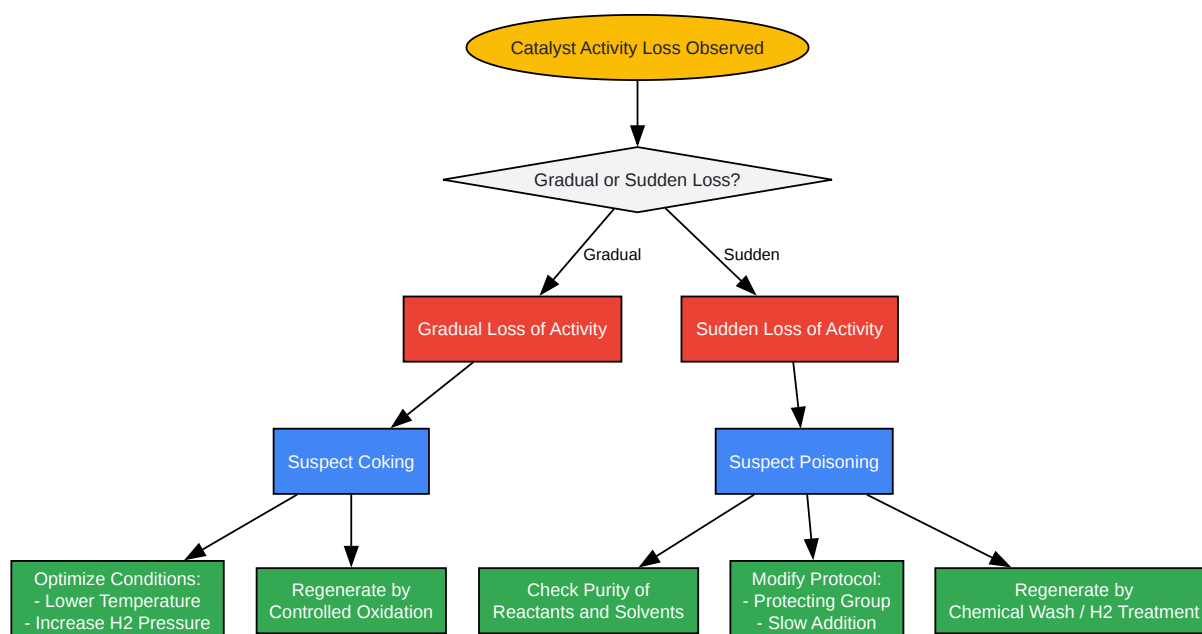 Catalyst Activity Loss Observed
Gradual or Sudden Loss?
Gradual
Sudden
Gradual Loss of Activity
Sudden Loss of Activity
Suspect Coking
Suspect Poisoning
Optimize Conditions:
- Lower Temperature
- Increase H2 Pressure
Regenerate by
Controlled Oxidation
Check Purity of
Reactants and Solvents
Modify Protocol:
- Protecting Group
- Slow Addition
Regenerate by
Chemical Wash / H2 Treatment